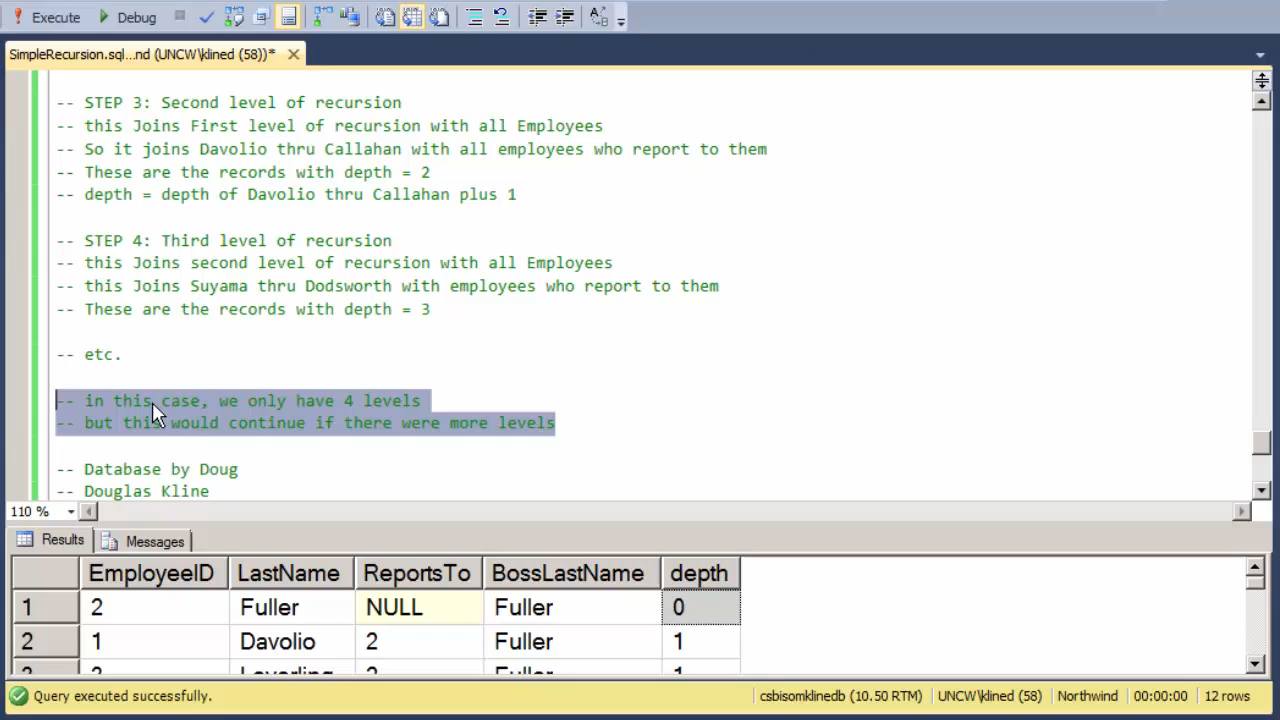 Execute Debug
SimpleRecursion.sql...nd (UNCW\klined (58))*
-- STEP 3: Second level of recursion
-- this Joins First level of recursion with all Employees
-- So it joins Davolio thru Callahan with all employees who report to them
-- These are the records with depth = 2
-- depth = depth of Davolio thru Callahan plus 1
-- STEP 4: Third level of recursion
-- this Joins second level of recursion with all Employees
-- this Joins Suyama thru Dodsworth with employees who report to them
-- These are the records with depth = 3
-- etc.
-- in this case, we only have 4 levels
-- but this would continue if there were more levels
-- Database by Doug
-- Douglas Kline
110 %
Results Messages
EmployeeID LastName ReportsTo BossLastName depth
1 2 Fuller NULL Fuller 0
2 1 Davolio 2 Fuller 1
Query executed successfully. csbisomklinedb (10.50 RTM) UNCW\klined (58) Northwind 00:00:00 12 rows